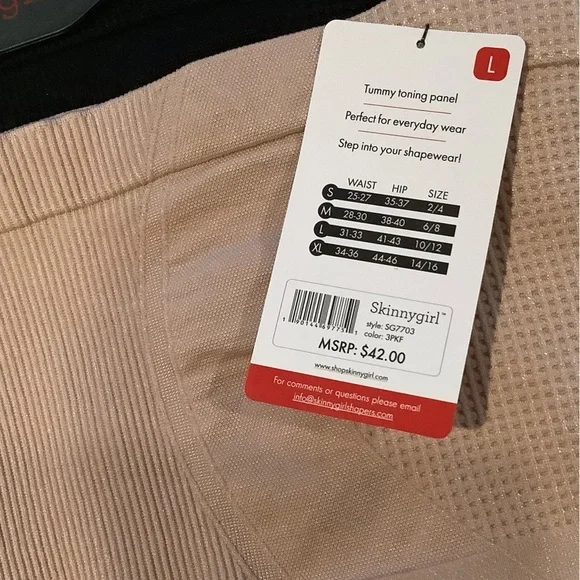 L
Tummy toning panel
Perfect for everyday wear
Step into your shapewear!
WAIST HIP SIZE
S 25-27 35-37 2/4
M 28-30 38-40 6/8
L 31-33 41-43 10/12
XL 34-36 44-46 14/16
Skinnygirl™
style: SG7703
color: 3PKF
MSRP: $42.00
www.shopskinnygirl.com
For comments or questions please email
info@skinnygirlshapers.com